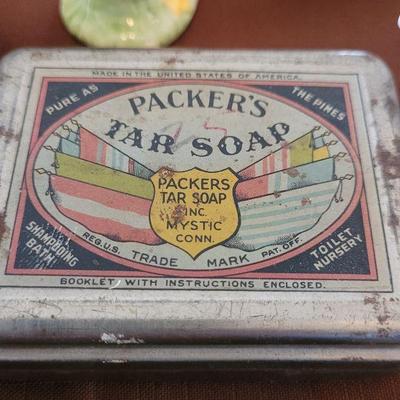 MADE IN THE UNITED STATES OF AMERICA.
PURE AS
THE PINES
PACKER'S
TAR SOAP
PACKERS
TAR SOAP
INC.
MYSTIC
CONN.
REG. U.S.
TRADE MARK
PAT. OFF.
SHAMPOOING
BATH
TOILET
NURSERY
BOOKLET WITH INSTRUCTIONS ENCLOSED.